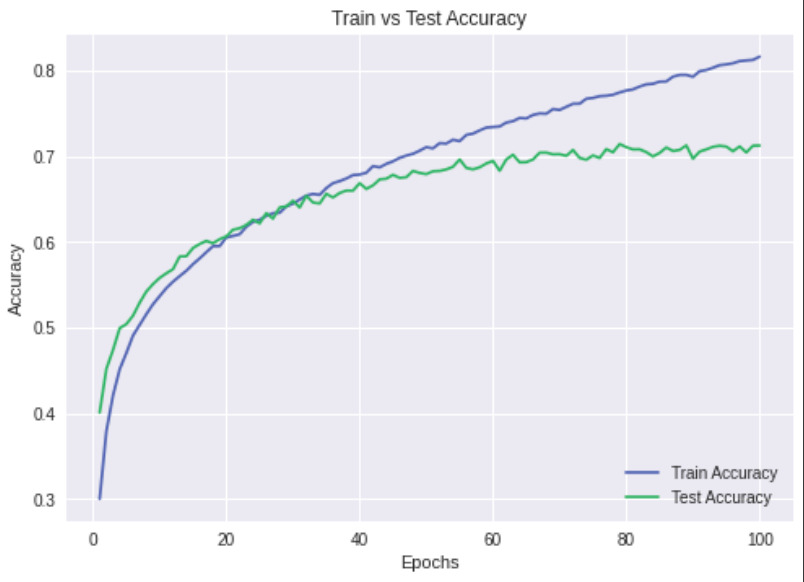 Train vs Test Accuracy
0.8
0.7
0.6
0.5
0.4
0.3
Accuracy
Train Accuracy
Test Accuracy
0 20 40 60 80 100
Epochs